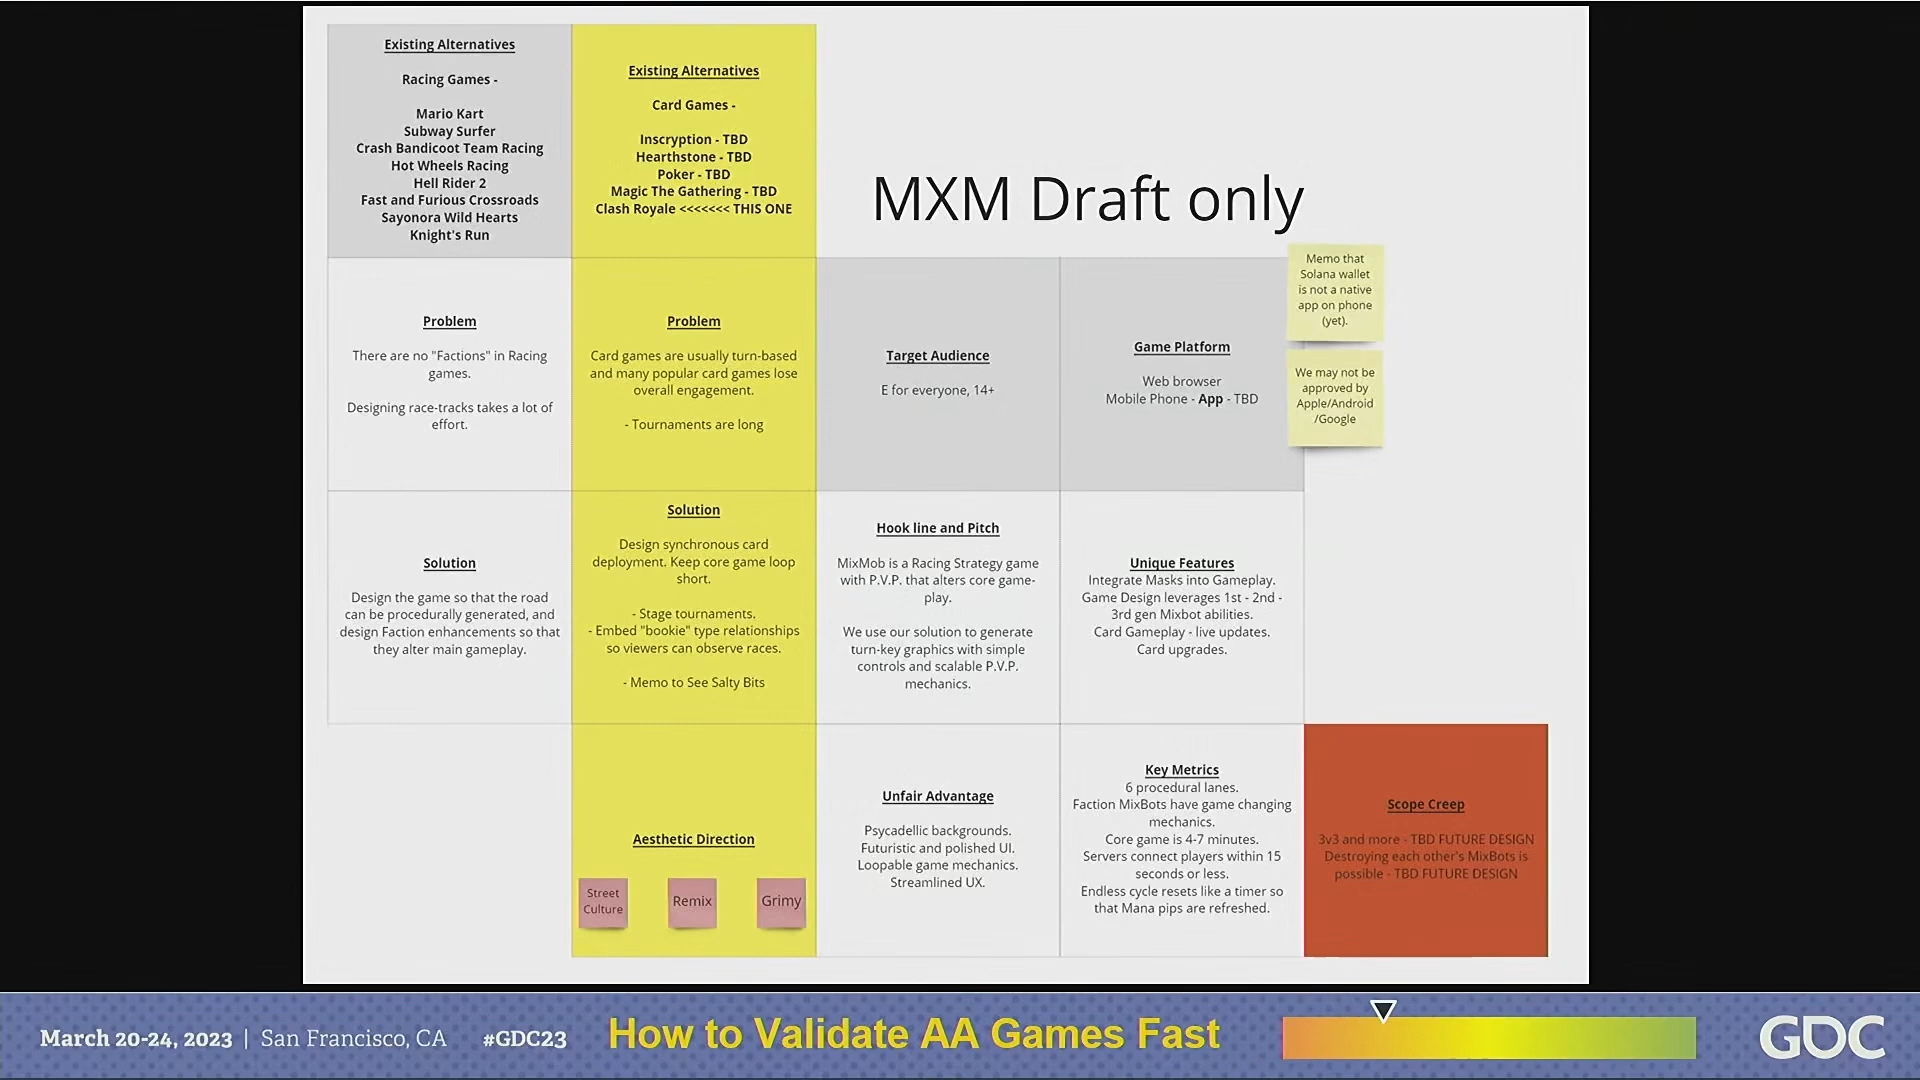 Existing Alternatives
Racing Games -
Mario Kart
Subway Surfer
Crash Bandicoot Team Racing
Hot Wheels Racing
Hell Rider 2
Fast and Furious Crossroads
Sayonora Wild Hearts
Knight's Run
Existing Alternatives
Card Games -
Inscryption - TBD
Hearthstone - TBD
Poker - TBD
Magic The Gathering - TBD
Clash Royale <<<<<<< THIS ONE
MXM Draft only
Problem
There are no "Factions" in Racing
games.
Designing race-tracks takes a lot of
effort.
Problem
Card games are usually turn-based
and many popular card games lose
overall engagement.
- Tournaments are long
Target Audience
E for everyone, 14+
Game Platform
Web browser
Mobile Phone - App - TBD
Memo that
Solana wallet
is not a native
app on phone
(yet).
We may not be
approved by
Apple/Android
/Google
Solution
Design the game so that the road
can be procedurally generated, and
design Faction enhancements so that
they alter main gameplay.
Solution
Design synchronous card
deployment. Keep core game loop
short.
- Stage tournaments.
- Embed "bookie" type relationships
so viewers can observe races.
- Memo to See Salty Bits
Hook line and Pitch
MixMob is a Racing Strategy game
with P.V.P. that alters core game-
play.
We use our solution to generate
turn-key graphics with simple
controls and scalable P.V.P.
mechanics.
Unique Features
Integrate Masks into Gameplay.
Game Design leverages 1st - 2nd -
3rd gen Mixbot abilities.
Card Gameplay - live updates.
Card upgrades.
Aesthetic Direction
Street
Culture
Remix
Grimy
Unfair Advantage
Psycadellic backgrounds.
Futuristic and polished UI.
Loopable game mechanics.
Streamlined UX.
Key Metrics
6 procedural lanes.
Faction MixBots have game changing
mechanics.
Core game is 4-7 minutes.
Servers connect players within 15
seconds or less.
Endless cycle resets like a timer so
that Mana pips are refreshed.
Scope Creep
3v3 and more - TBD FUTURE DESIGN
Destroying each other's MixBots is
possible - TBD FUTURE DESIGN
March 20-24, 2023 | San Francisco, CA #GDC23
How to Validate AA Games Fast
GDC